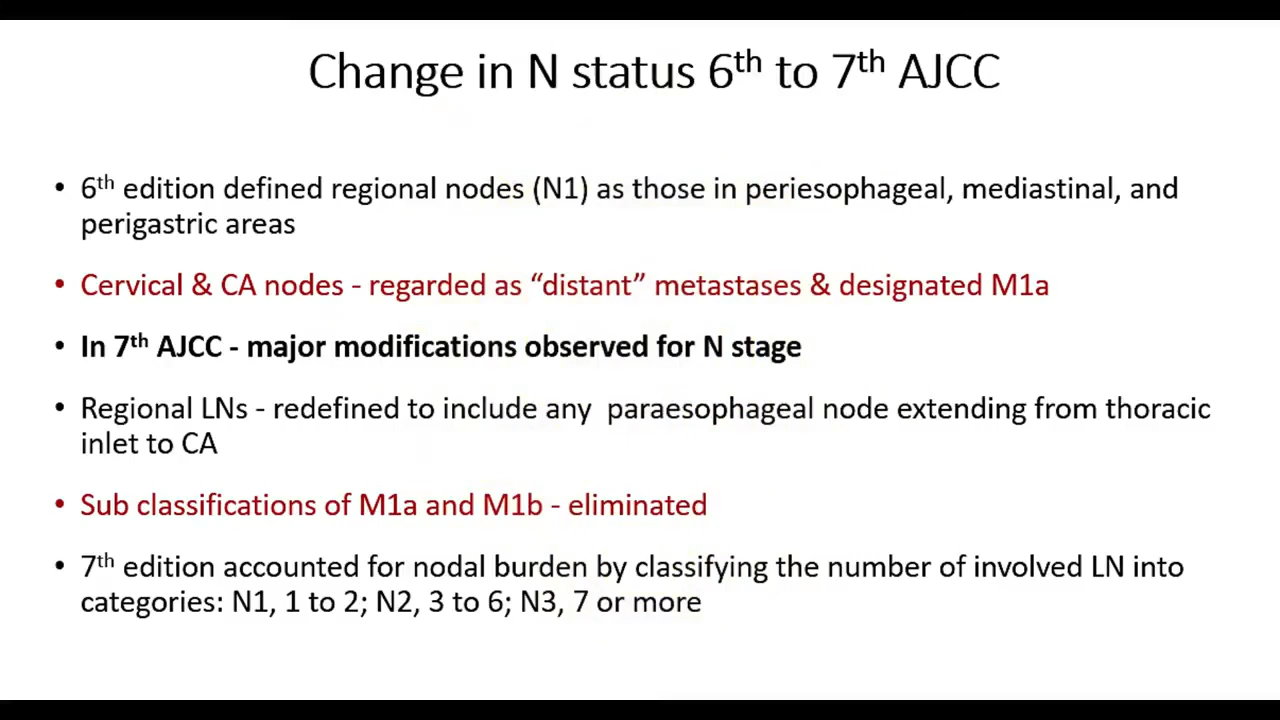 Change in N status 6th to 7th AJCC
• 6th edition defined regional nodes (N1) as those in periesophageal, mediastinal, and
perigastric areas
• Cervical & CA nodes - regarded as “distant” metastases & designated M1a
• In 7th AJCC - major modifications observed for N stage
• Regional LNs - redefined to include any  paraesophageal node extending from thoracic
inlet to CA
• Sub classifications of M1a and M1b - eliminated
• 7th edition accounted for nodal burden by classifying the number of involved LN into
categories: N1, 1 to 2; N2, 3 to 6; N3, 7 or more